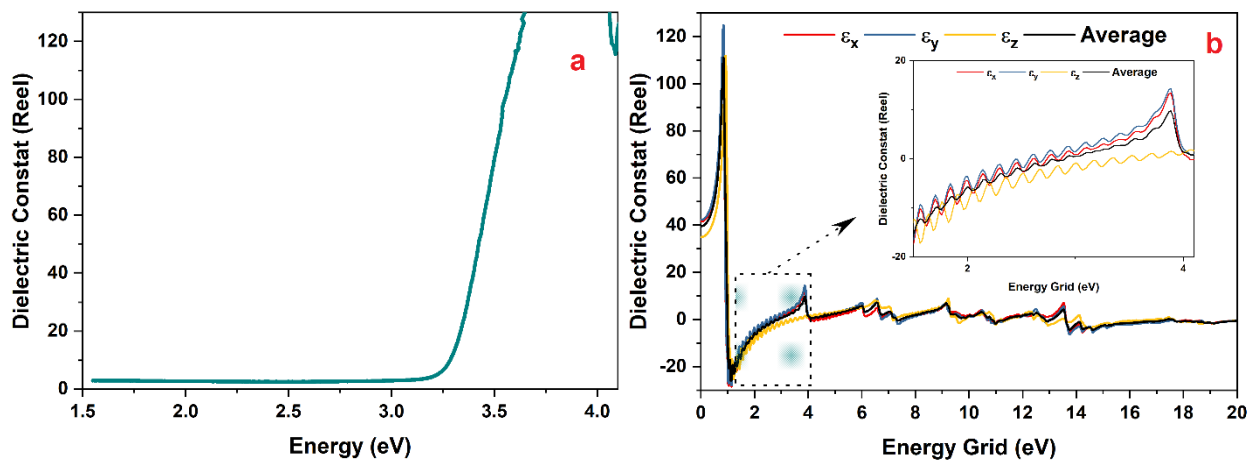 a
Dielectric Constat (Reel)
120
100
80
60
40
20
0
1.5 2.0 2.5 3.0 3.5 4.0
Energy (eV)
b
εx εy εz Average
Dielectric Constat (Reel)
120
100
80
60
40
20
0
-20
0 2 4 6 8 10 12 14 16 18 20
Energy Grid (eV)
εx εy εz Average
Dielectric Constat (Reel)
20
0
-20
2 4
Energy Grid (eV)